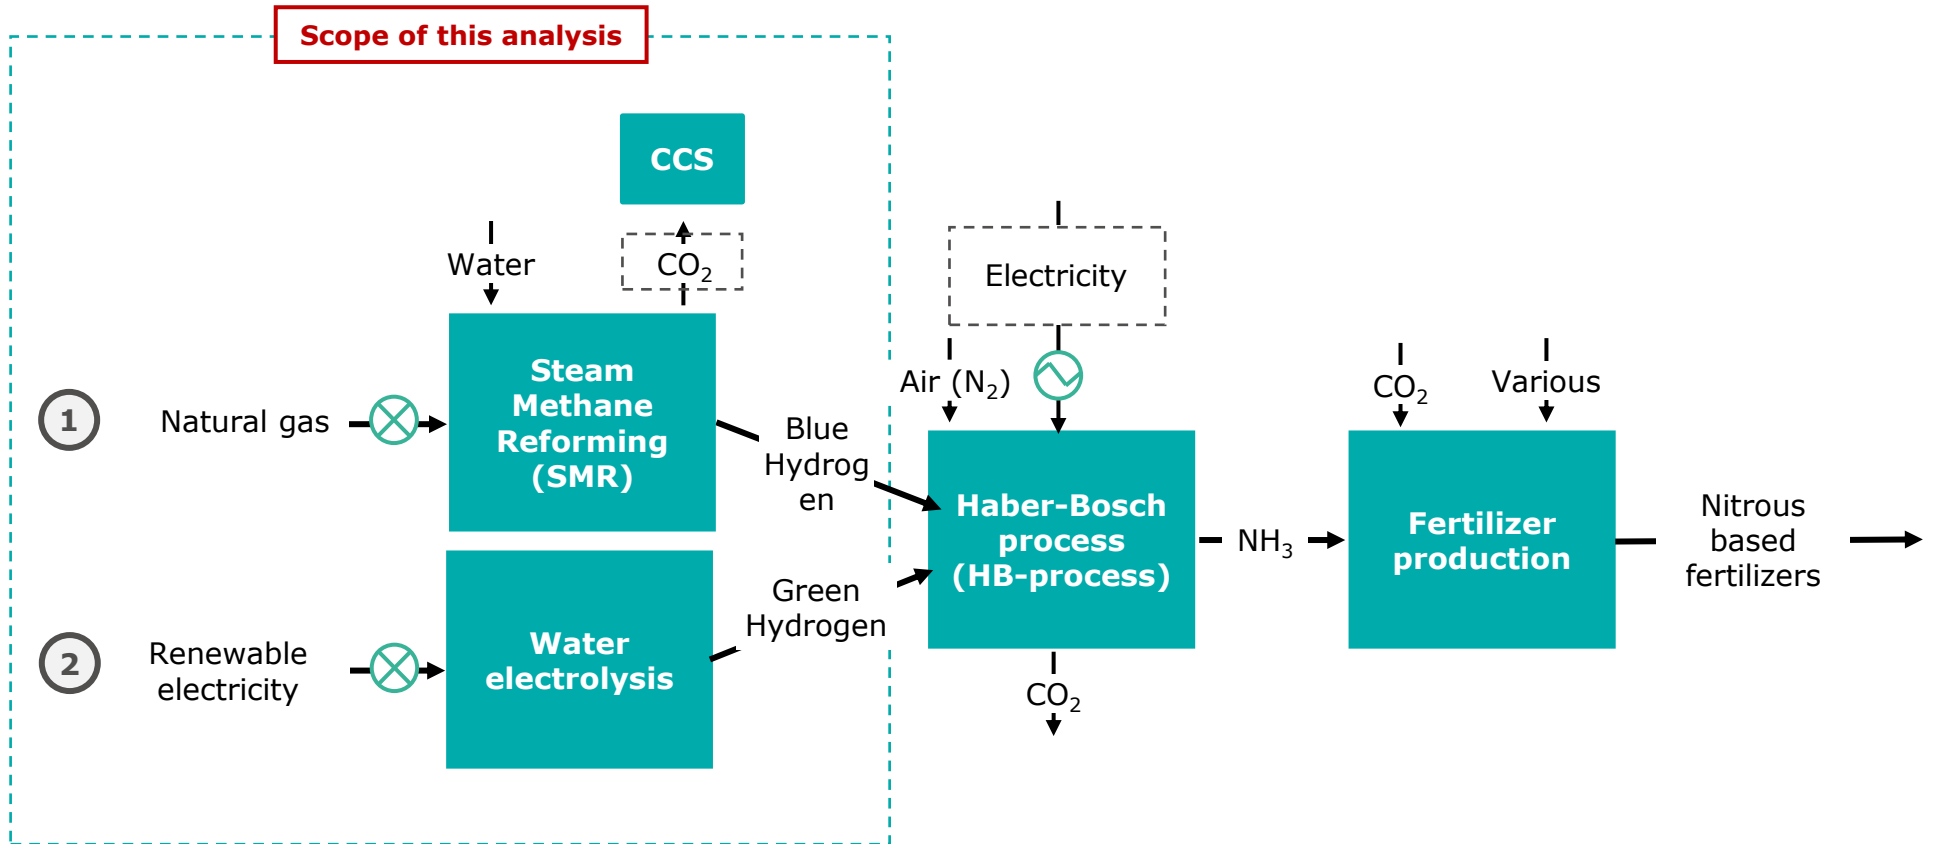 Scope of this analysis
CCS
Water
CO₂
Electricity
Steam
Methane
Reforming
(SMR)
Air (N₂)
CO₂
Various
1
Natural gas
Blue
Hydrog
en
Haber-Bosch
process
(HB-process)
NH₃
Fertilizer
production
Nitrous
based
fertilizers
Green
Hydrogen
2
Renewable
electricity
Water
electrolysis
CO₂